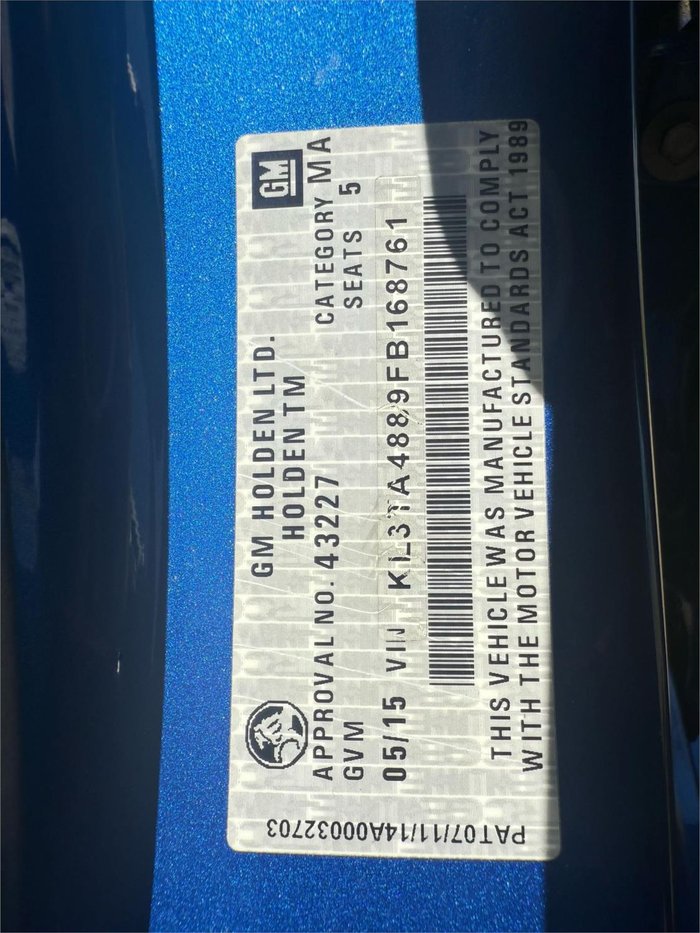 GM
GM HOLDEN LTD.
HOLDEN TM
APPROVAL NO. 43227 CATEGORY MA
GVM SEATS 5
05/15 VIN KL3TA4889FB168761
THIS VEHICLE WAS MANUFACTURED TO COMPLY
WITH THE MOTOR VEHICLE STANDARDS ACT 1989
PAT07/11/14A00032703